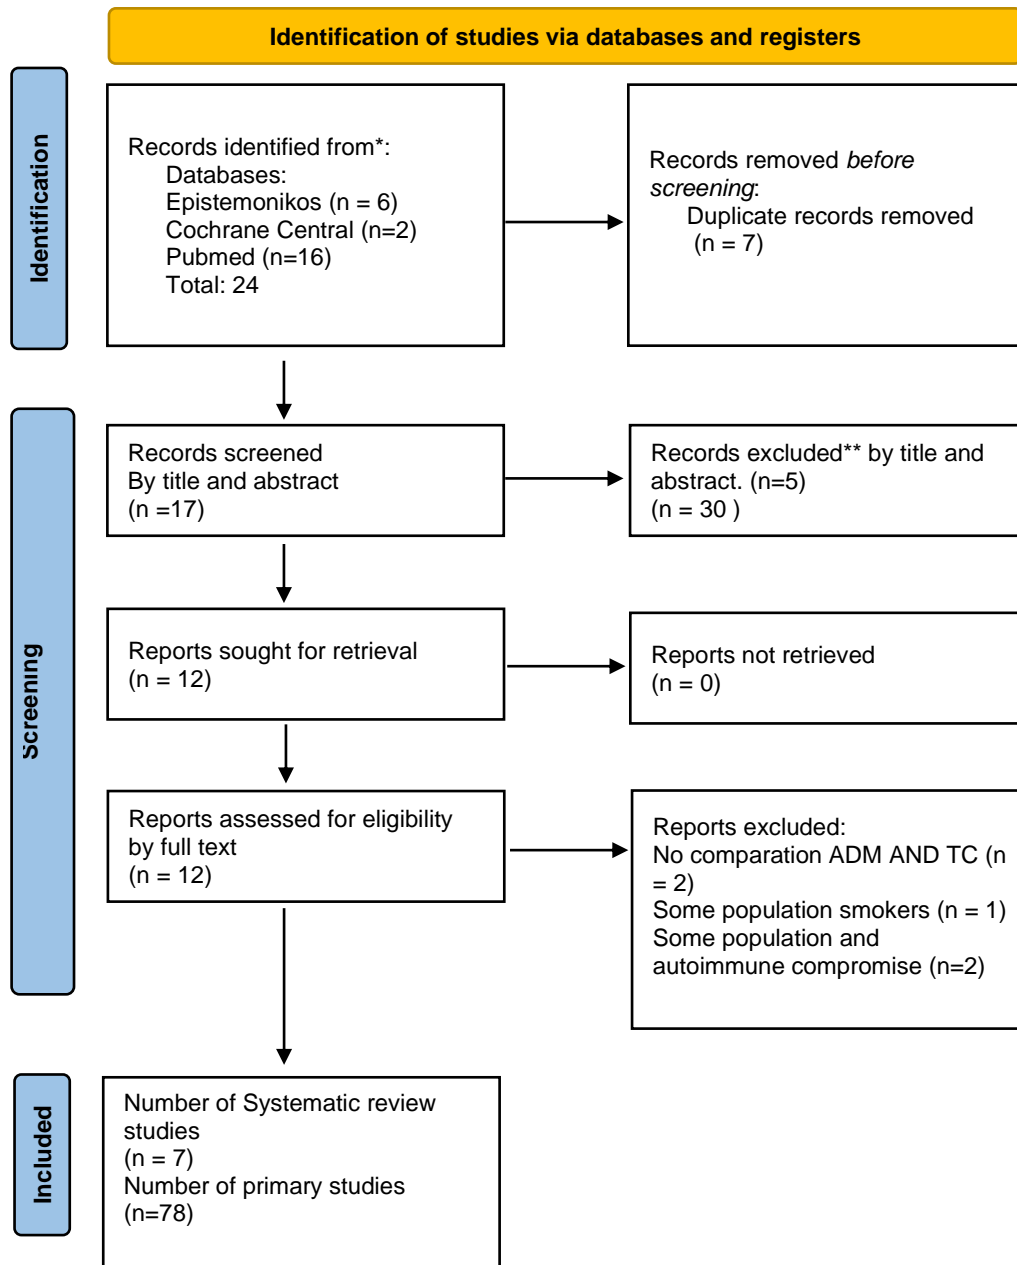 Identification of studies via databases and registers
Identification
Records identified from*:
Databases:
Epistemonikos (n = 6)
Cochrane Central (n=2)
Pubmed (n=16)
Total: 24
Records removed before
screening:
Duplicate records removed
(n = 7)
Screening
Records screened
By title and abstract
(n =17)
Records excluded** by title and
abstract. (n=5)
(n = 30 )
Reports sought for retrieval
(n = 12)
Reports not retrieved
(n = 0)
Reports assessed for eligibility
by full text
(n = 12)
Reports excluded:
No comparation ADM AND TC (n
= 2)
Some population smokers (n = 1)
Some population and
autoimmune compromise (n=2)
Included
Number of Systematic review
studies
(n = 7)
Number of primary studies
(n=78)